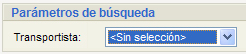 Parámetros de búsqueda
Transportista: <Sin selección>